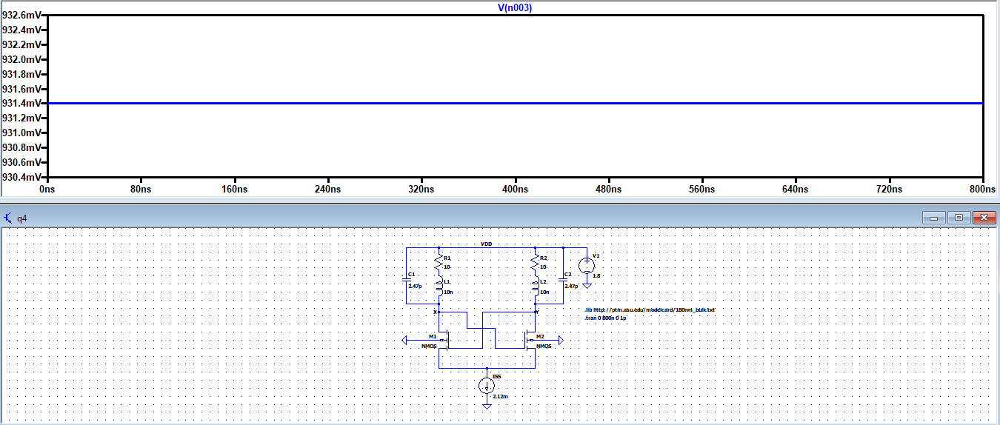 V(n003)
932.6mV
932.4mV
932.2mV
932.0mV
931.8mV
931.6mV
931.4mV
931.2mV
931.0mV
930.8mV
930.6mV
930.4mV
0ns 80ns 160ns 240ns 320ns 400ns 480ns 560ns 640ns 720ns 800ns
q4
VDD
R1
10
R2
10
V1
1.8
C1
2.47p
L1
10n
L2
10n
C2
2.47p
X
Y
.lib http://ptm.asu.edu/modelcard/180nm_bulk.txt
.tran 0 800n 0 1p
M1
NMOS
M2
NMOS
ISS
2.12m